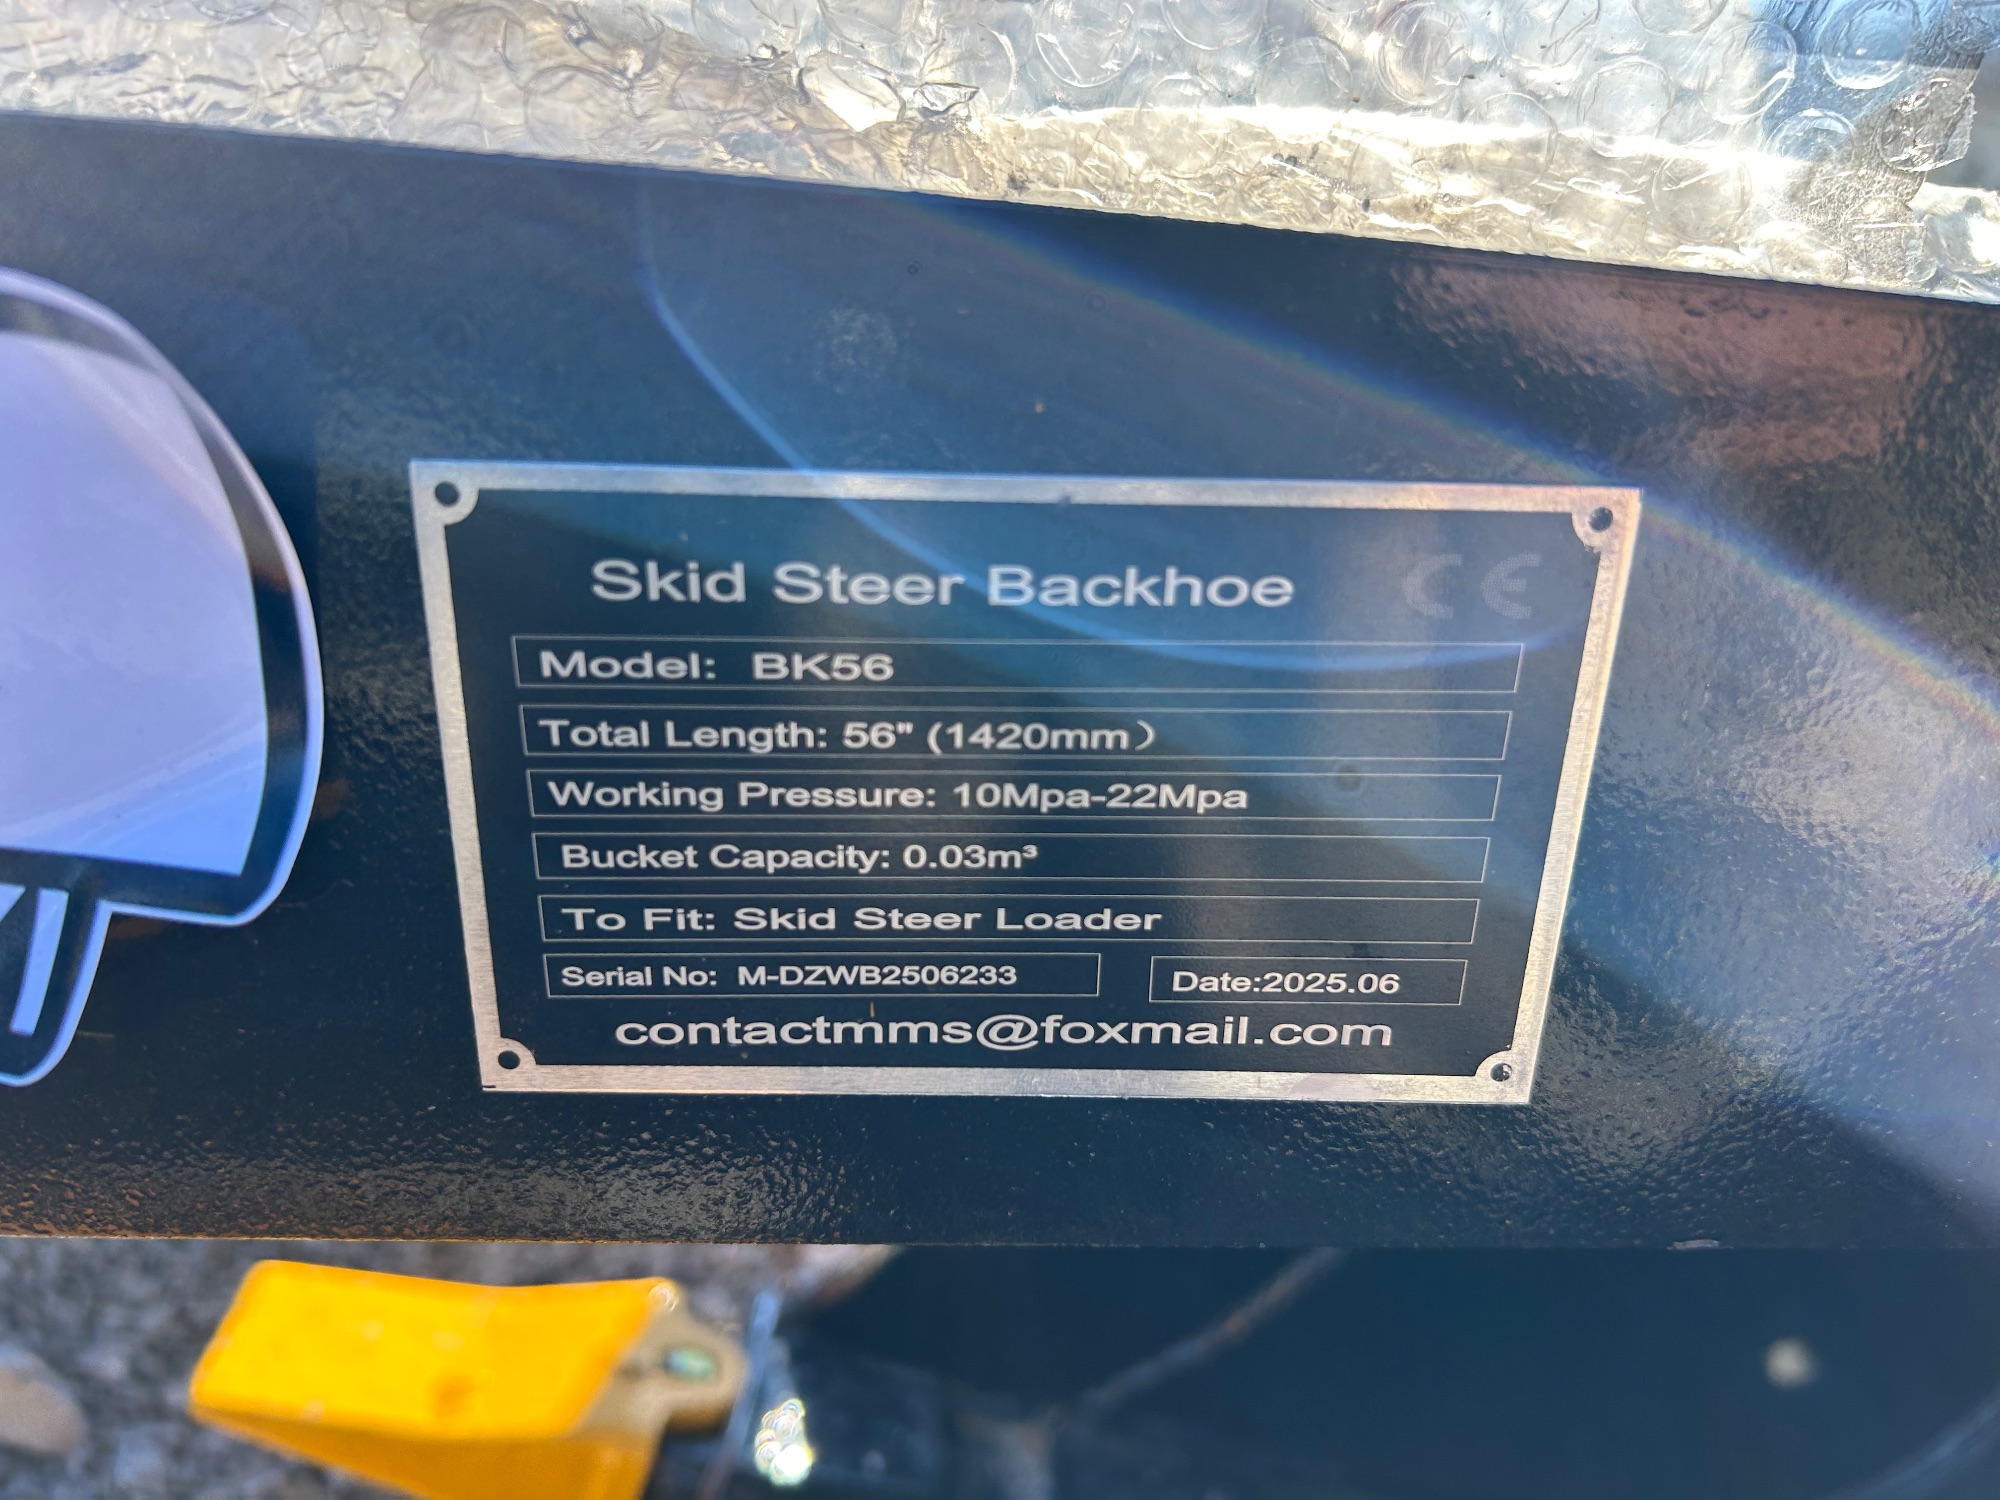 Skid Steer Backhoe CE
Model: BK56
Total Length: 56" (1420mm）
Working Pressure: 10Mpa-22Mpa
Bucket Capacity: 0.03m³
To Fit: Skid Steer Loader
Serial No: M-DZWB2506233 Date:2025.06
contactmms@foxmail.com